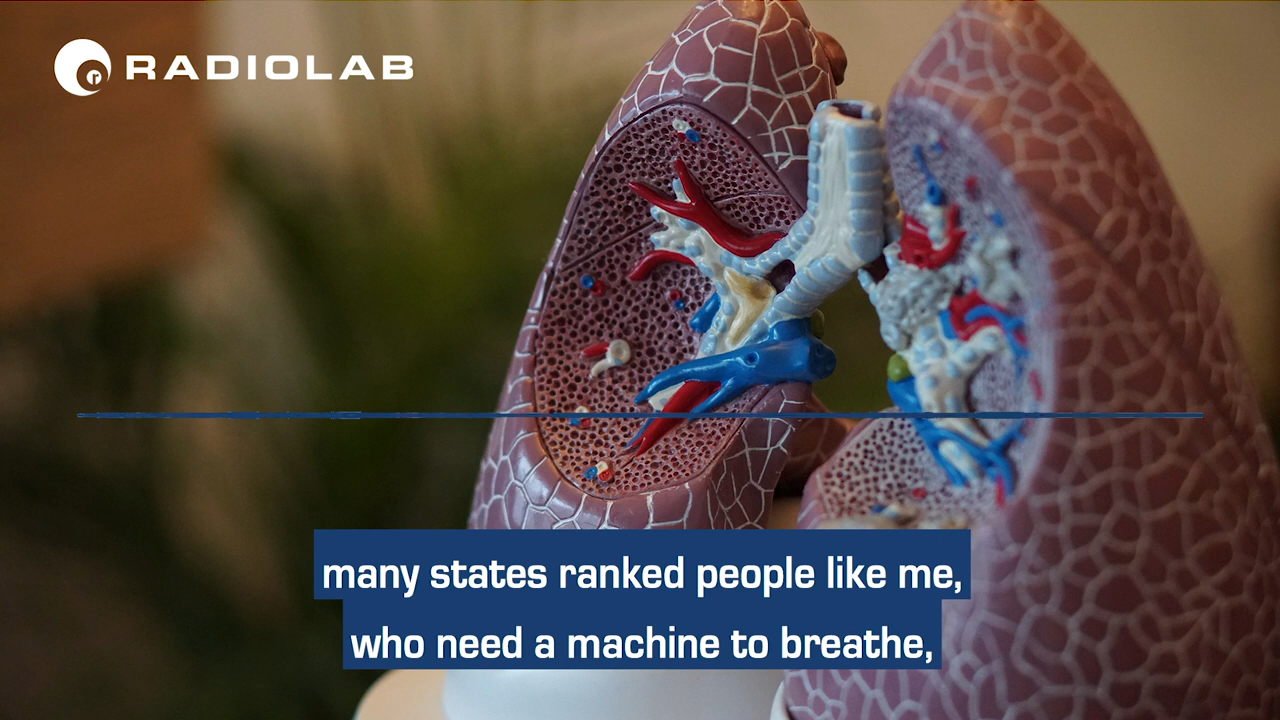 RADIOLAB
many states ranked people like me,
who need a machine to breathe,